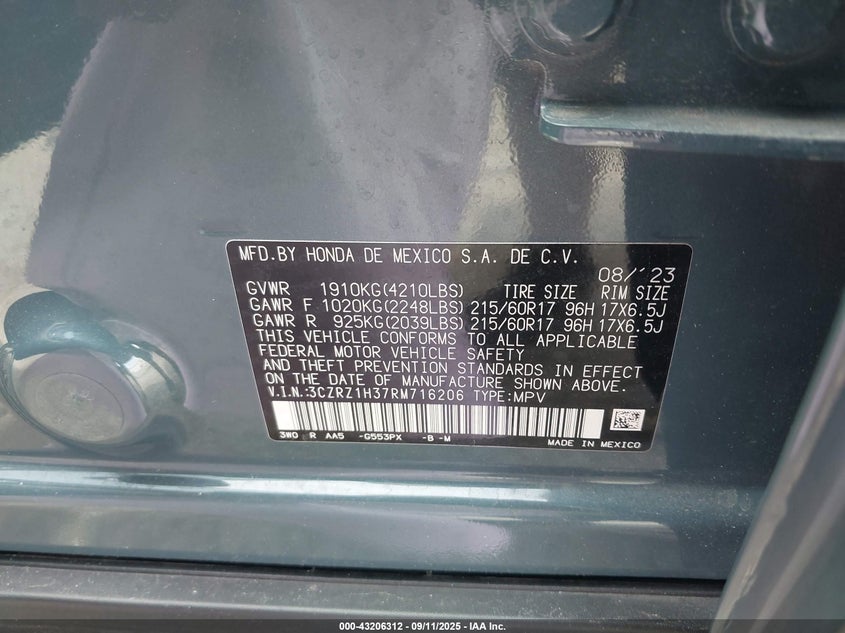 MFD.BY HONDA DE MEXICO S.A. DE C.V.
08/'23
GVWR 1910KG(4210LBS) TIRE SIZE RIM SIZE
GAWR F 1020KG(2248LBS) 215/60R17 96H 17X6.5J
GAWR R 925KG(2039LBS) 215/60R17 96H 17X6.5J
THIS VEHICLE CONFORMS TO ALL APPLICABLE
FEDERAL MOTOR VEHICLE SAFETY
AND THEFT PREVENTION STANDARDS IN EFFECT
ON THE DATE OF MANUFACTURE SHOWN ABOVE.
V.I.N.:3CZRZ1H37RM716206 TYPE:MPV
3W0 R AA5 -G553PX -B -M
MADE IN MEXICO
000-43206312 - 09/11/2025 - IAA Inc.